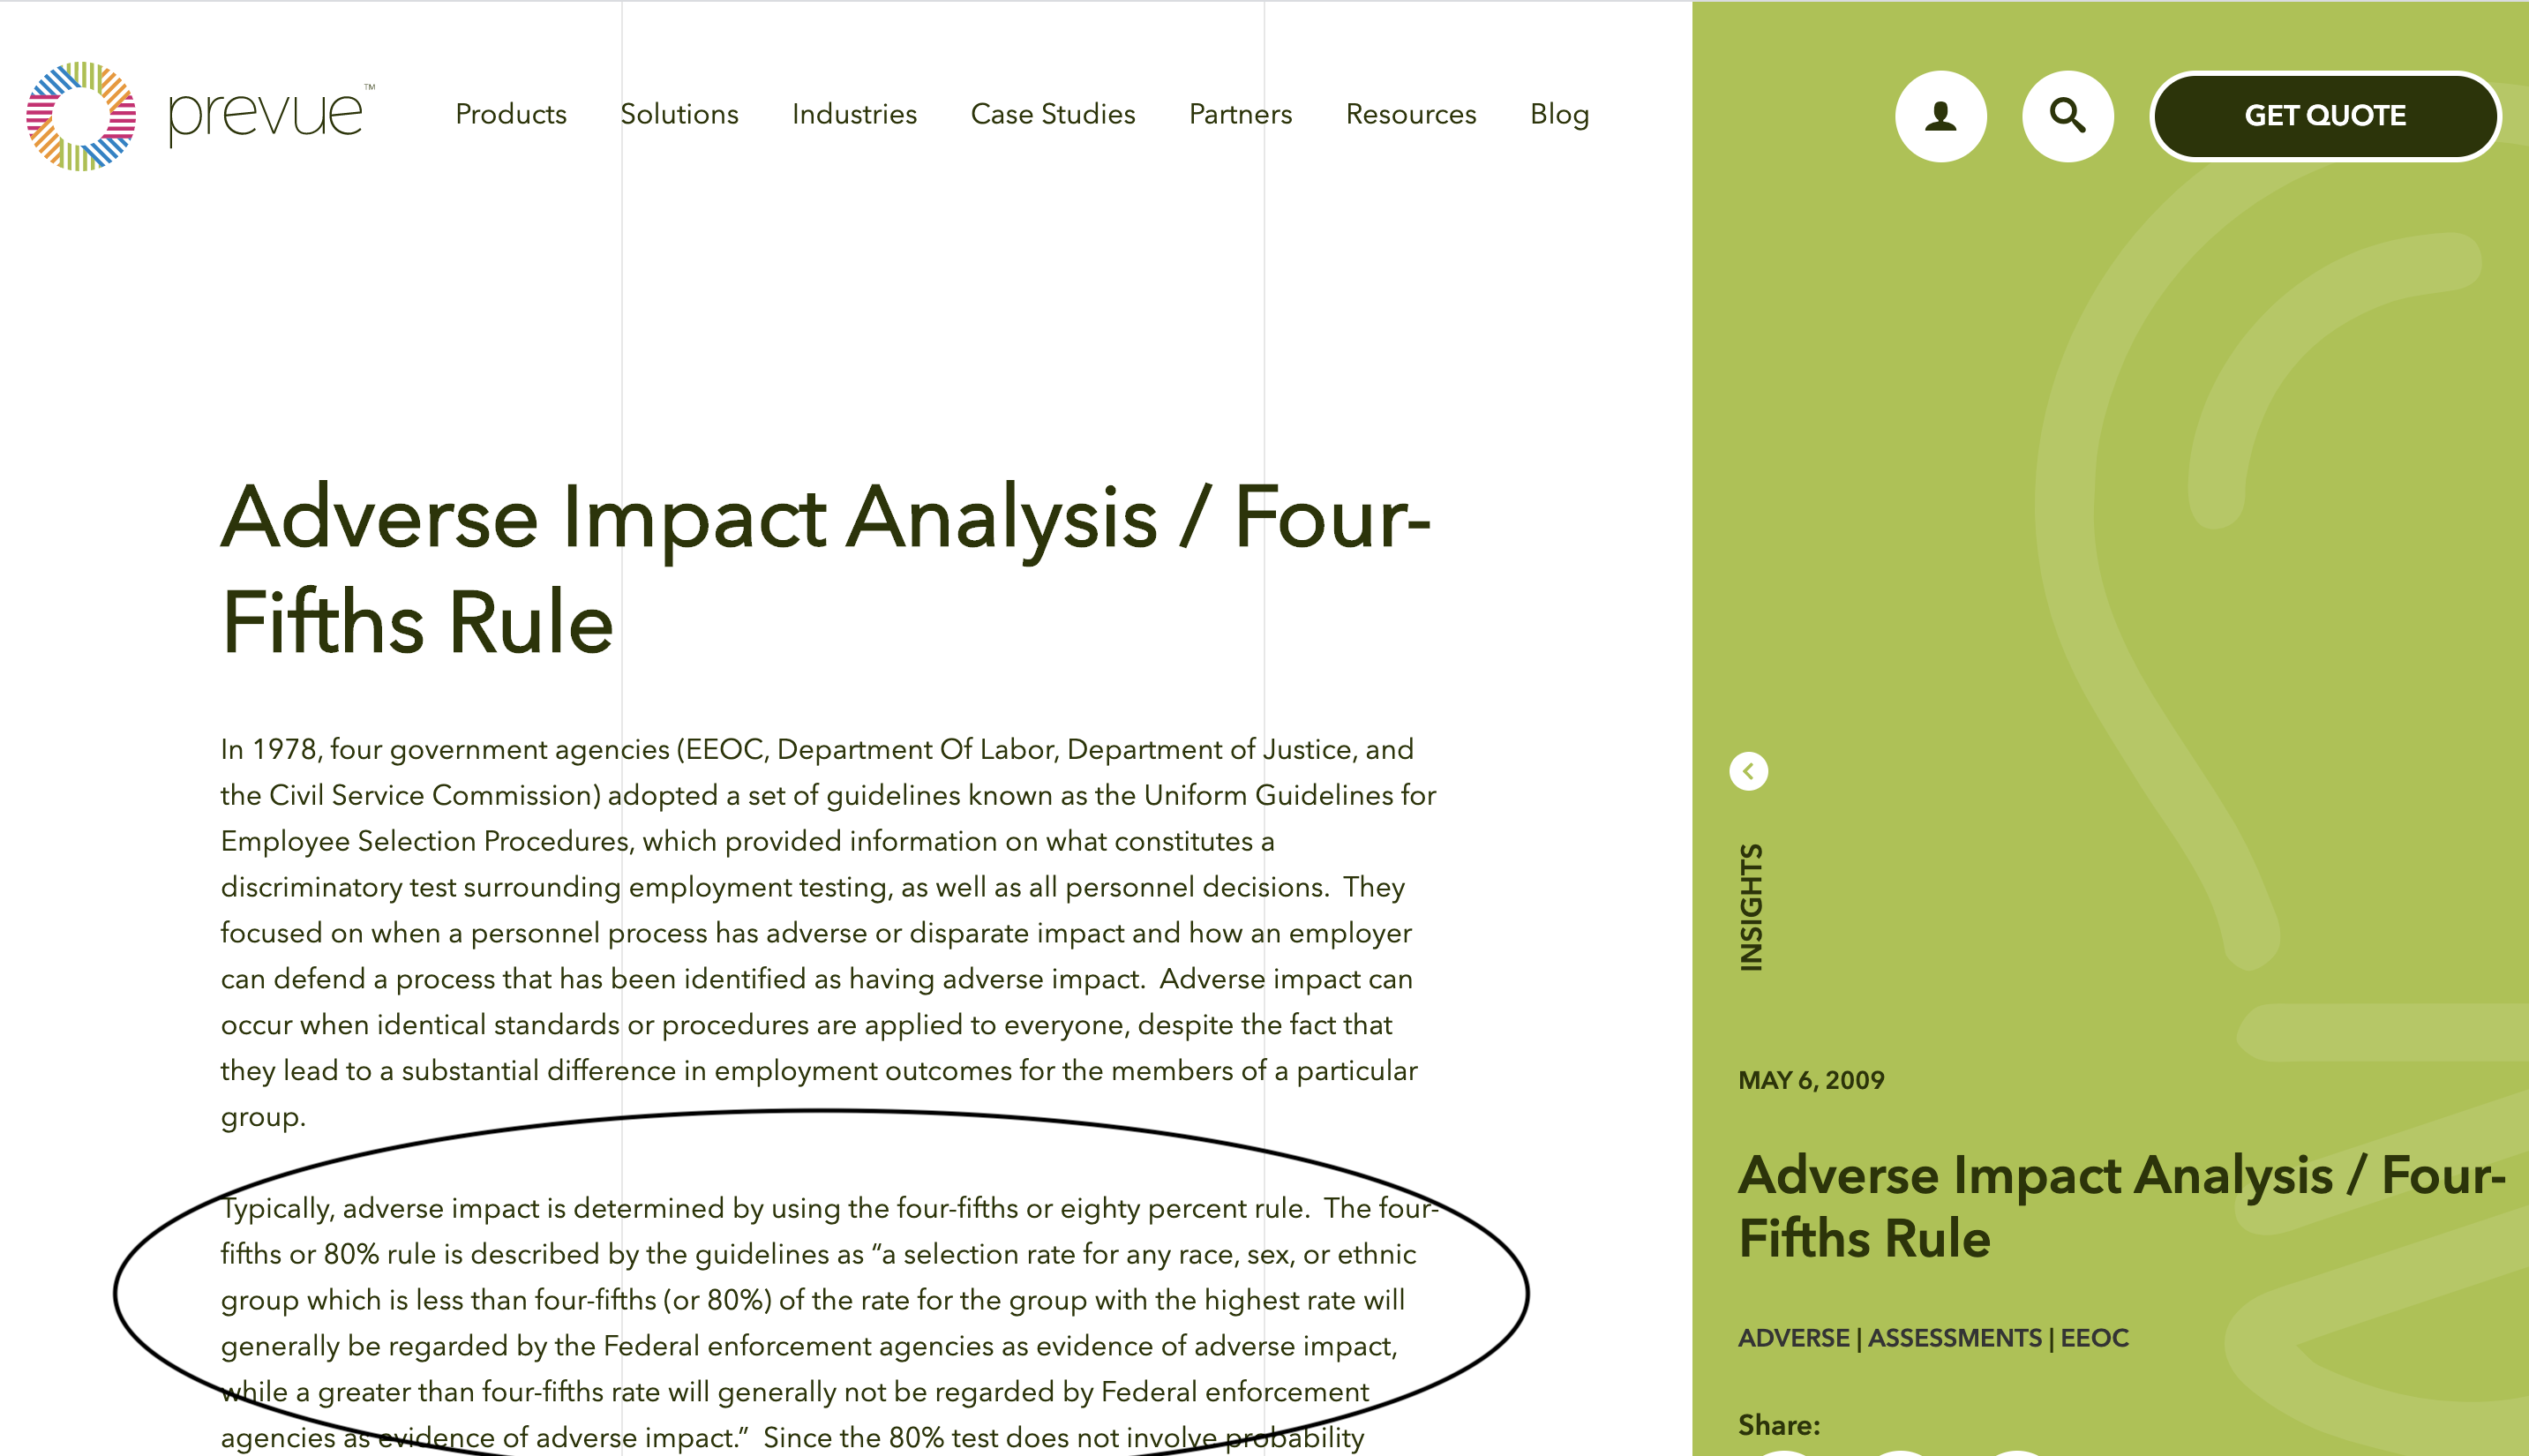 prevue™
Products Solutions Industries Case Studies Partners Resources Blog
GET QUOTE
Adverse Impact Analysis / Four-
Fifths Rule
In 1978, four government agencies (EEOC, Department Of Labor, Department of Justice, and
the Civil Service Commission) adopted a set of guidelines known as the Uniform Guidelines for
Employee Selection Procedures, which provided information on what constitutes a
discriminatory test surrounding employment testing, as well as all personnel decisions.  They
focused on when a personnel process has adverse or disparate impact and how an employer
can defend a process that has been identified as having adverse impact.  Adverse impact can
occur when identical standards or procedures are applied to everyone, despite the fact that
they lead to a substantial difference in employment outcomes for the members of a particular
group.
Typically, adverse impact is determined by using the four-fifths or eighty percent rule.  The four-
fifths or 80% rule is described by the guidelines as “a selection rate for any race, sex, or ethnic
group which is less than four-fifths (or 80%) of the rate for the group with the highest rate will
generally be regarded by the Federal enforcement agencies as evidence of adverse impact,
while a greater than four-fifths rate will generally not be regarded by Federal enforcement
agencies as evidence of adverse impact.”  Since the 80% test does not involve probability
INSIGHTS
MAY 6, 2009
Adverse Impact Analysis / Four-
Fifths Rule
ADVERSE | ASSESSMENTS | EEOC
Share: